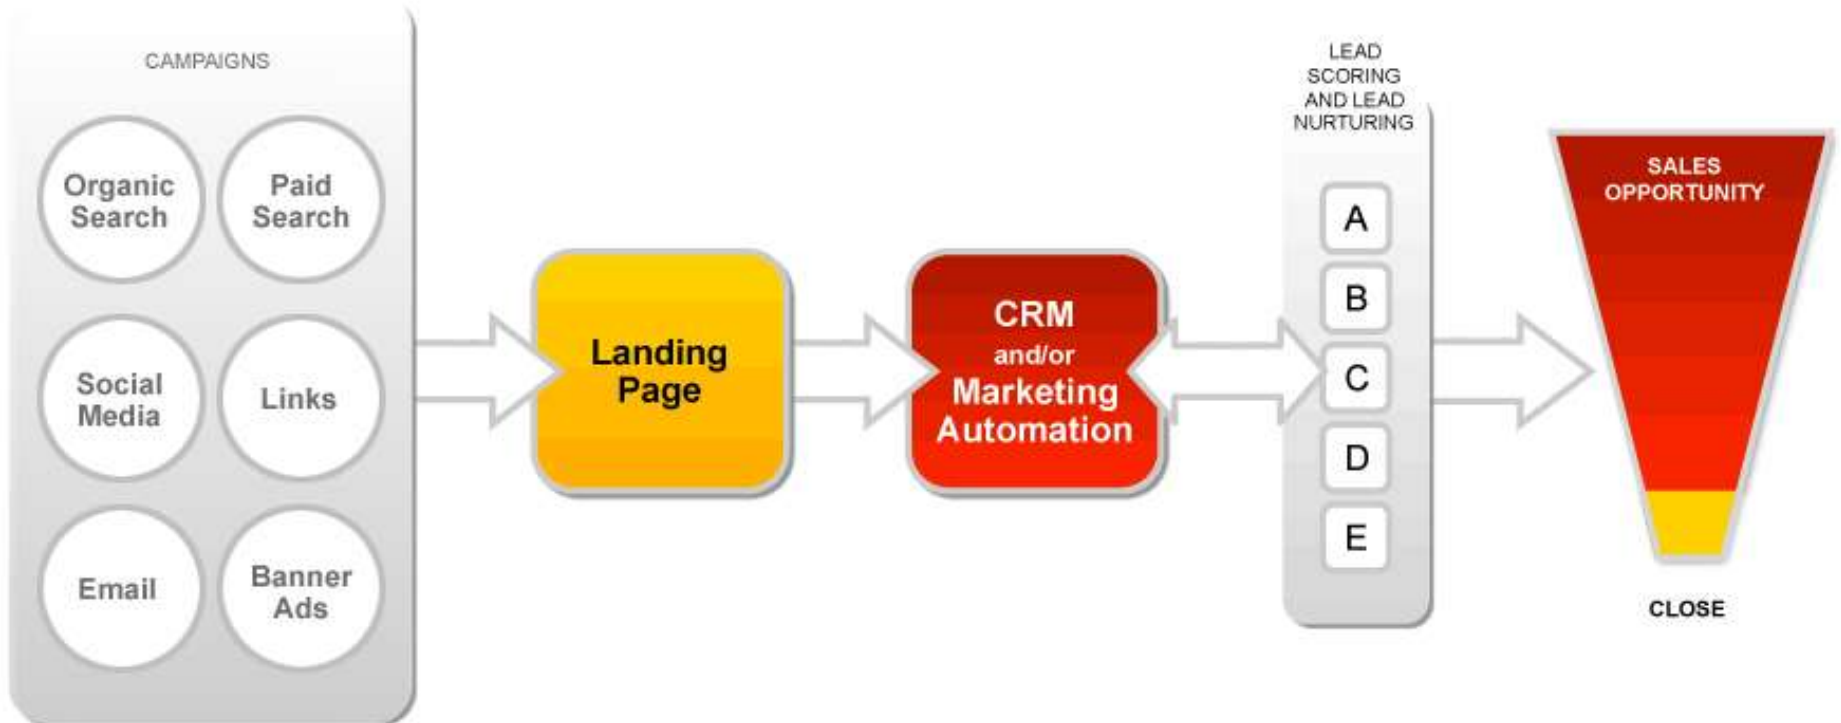 CAMPAIGNS
Organic
Search
Paid
Search
Social
Media
Links
Email
Banner
Ads
Landing
Page
CRM
and/or
Marketing
Automation
LEAD
SCORING
AND LEAD
NURTURING
A
B
C
D
E
SALES
OPPORTUNITY
CLOSE